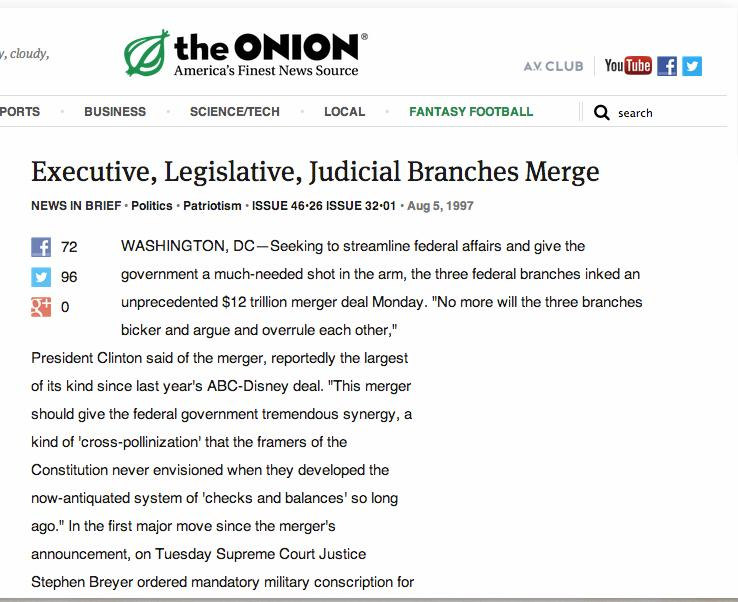 y, cloudy,
the ONION®
America's Finest News Source
A.V. CLUB
YouTube
PORTS • BUSINESS • SCIENCE/TECH • LOCAL • FANTASY FOOTBALL
search
Executive, Legislative, Judicial Branches Merge
NEWS IN BRIEF • Politics • Patriotism • ISSUE 46•26 ISSUE 32•01 • Aug 5, 1997
72
96
0
WASHINGTON, DC—Seeking to streamline federal affairs and give the
government a much-needed shot in the arm, the three federal branches inked an
unprecedented $12 trillion merger deal Monday. "No more will the three branches
bicker and argue and overrule each other,"
President Clinton said of the merger, reportedly the largest
of its kind since last year's ABC-Disney deal. "This merger
should give the federal government tremendous synergy, a
kind of 'cross-pollinization' that the framers of the
Constitution never envisioned when they developed the
now-antiquated system of 'checks and balances' so long
ago." In the first major move since the merger's
announcement, on Tuesday Supreme Court Justice
Stephen Breyer ordered mandatory military conscription for